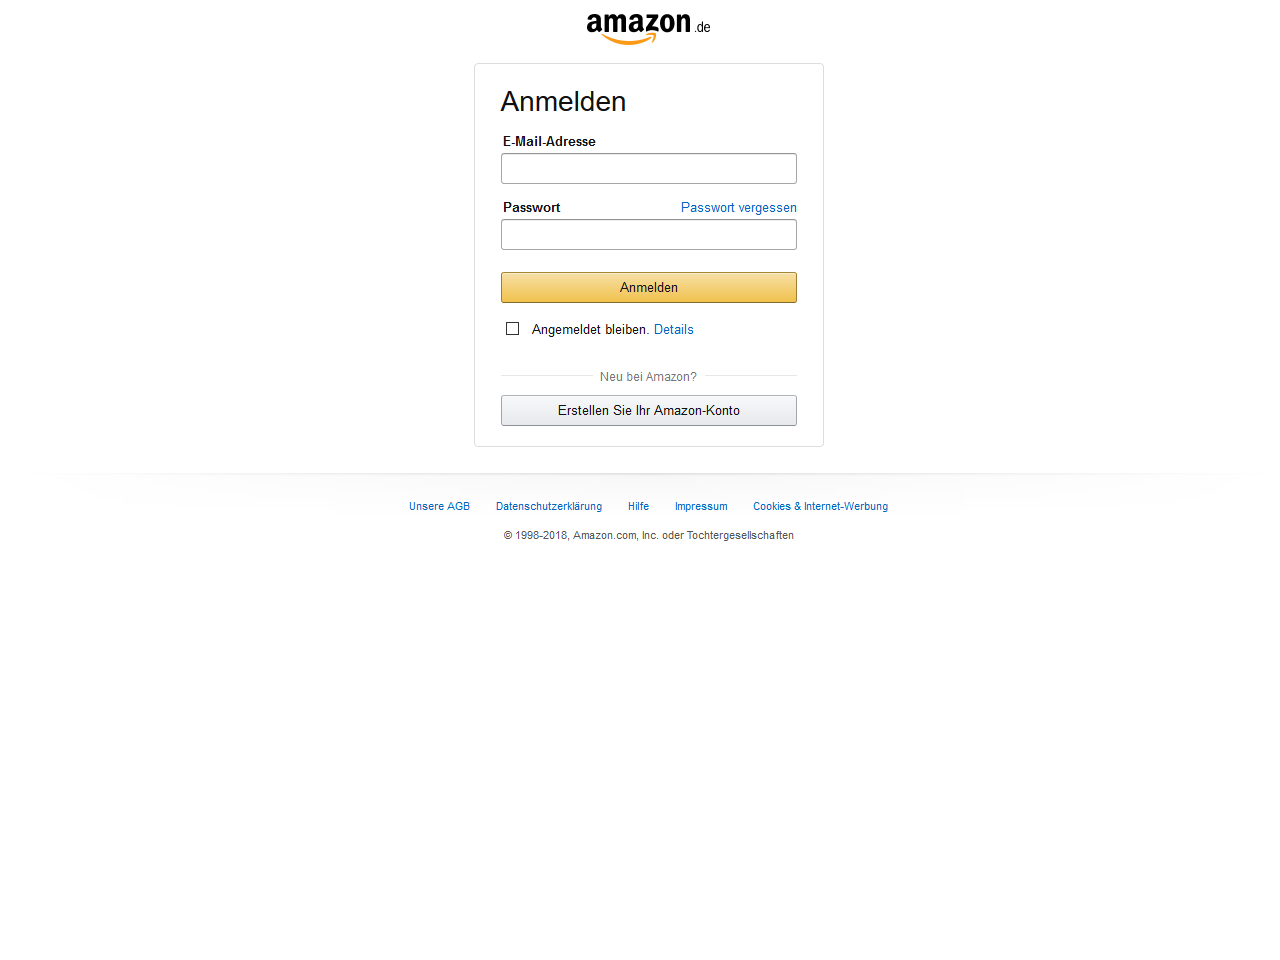 amazon.de
Anmelden
E-Mail-Adresse
Passwort Passwort vergessen
Anmelden
Angemeldet bleiben. Details
Neu bei Amazon?
Erstellen Sie Ihr Amazon-Konto
Unsere AGB Datenschutzerklärung Hilfe Impressum Cookies & Internet-Werbung
© 1998-2018, Amazon.com, Inc. oder Tochtergesellschaften